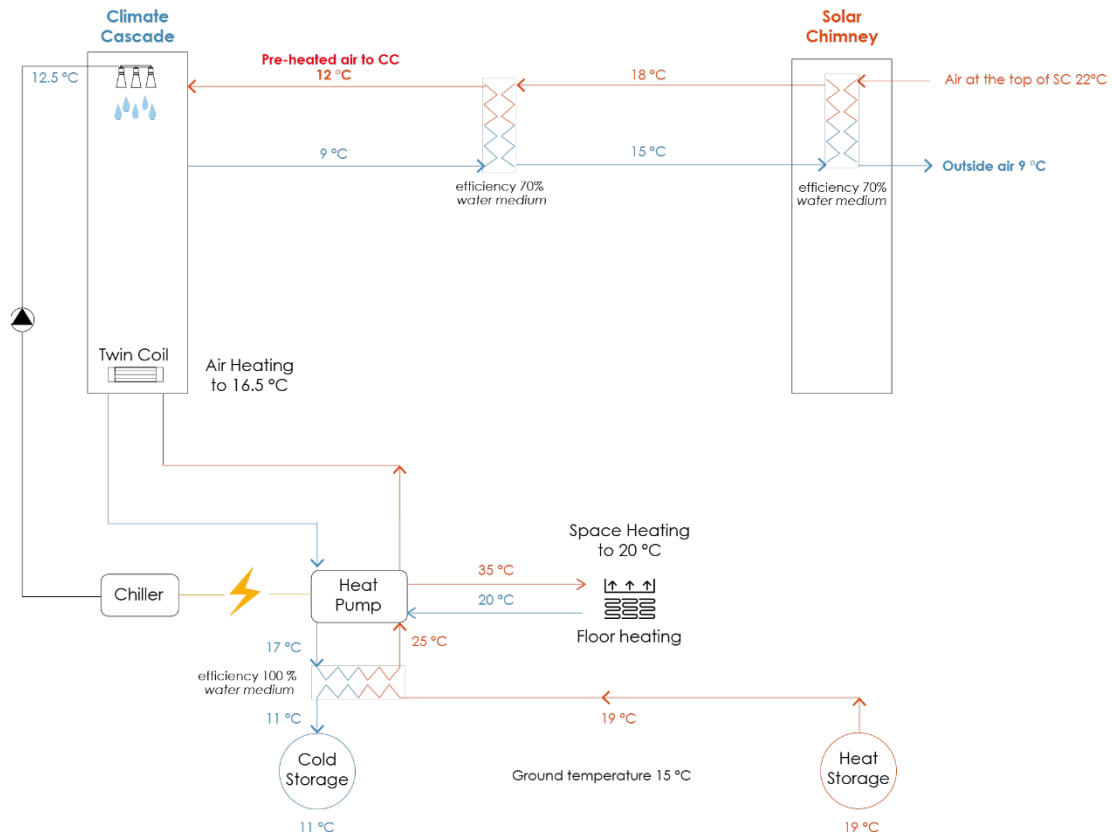 Climate
Cascade
Solar
Chimney
12.5 °C
Pre-heated air to CC
12 °C
18 °C
Air at the top of SC 22°C
9 °C
15 °C
Outside air 9 °C
efficiency 70%
water medium
efficiency 70%
water medium
Twin Coil
Air Heating
to 16.5 °C
Space Heating
to 20 °C
Chiller
Heat
Pump
35 °C
20 °C
Floor heating
17 °C
25 °C
efficiency 100 %
water medium
11 °C
19 °C
Cold
Storage
Ground temperature 15 °C
Heat
Storage
11 °C
19 °C